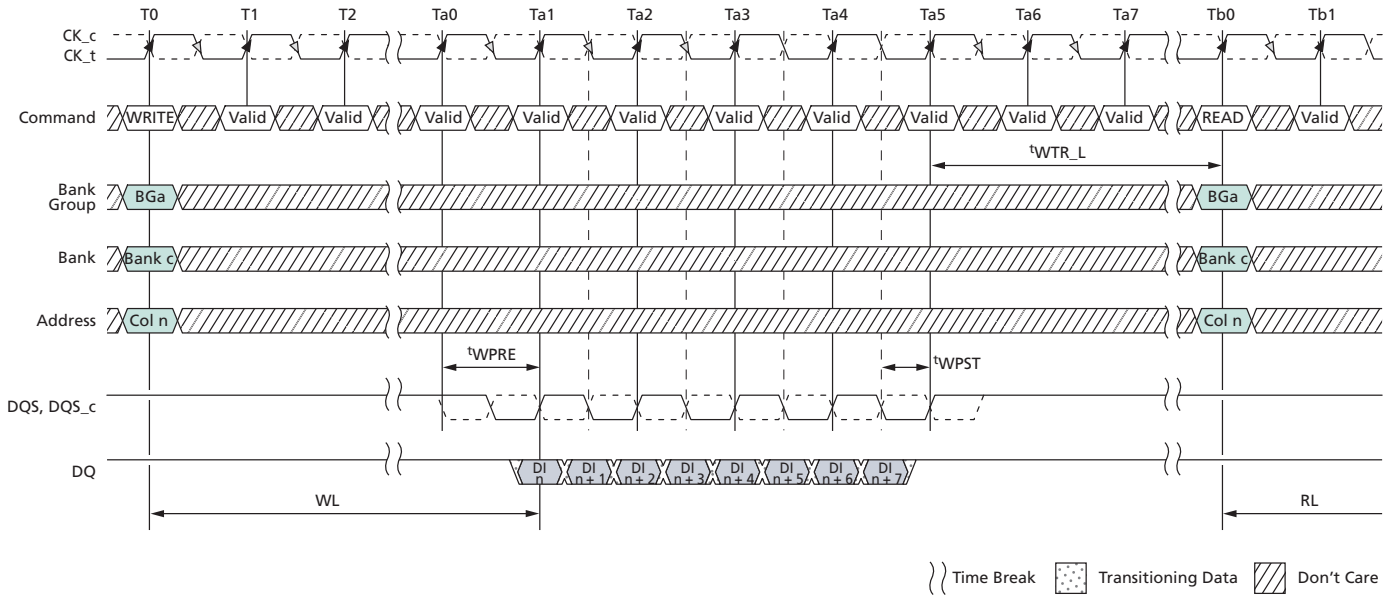 T0 T1 T2 Ta0 Ta1 Ta2 Ta3 Ta4 Ta5 Ta6 Ta7 Tb0 Tb1
CK_c
CK_t
Command WRITE Valid Valid Valid Valid Valid Valid Valid Valid Valid Valid READ Valid
tWTR_L
Bank
Group BGa BGa
Bank Bank c Bank c
Address Col n Col n
tWPRE tWPST
DQS, DQS_c
DQ DI DI DI DI DI DI DI DI
n n + 1 n + 2 n + 3 n + 4 n + 5 n + 6 n + 7
WL RL
Time Break Transitioning Data Don't Care